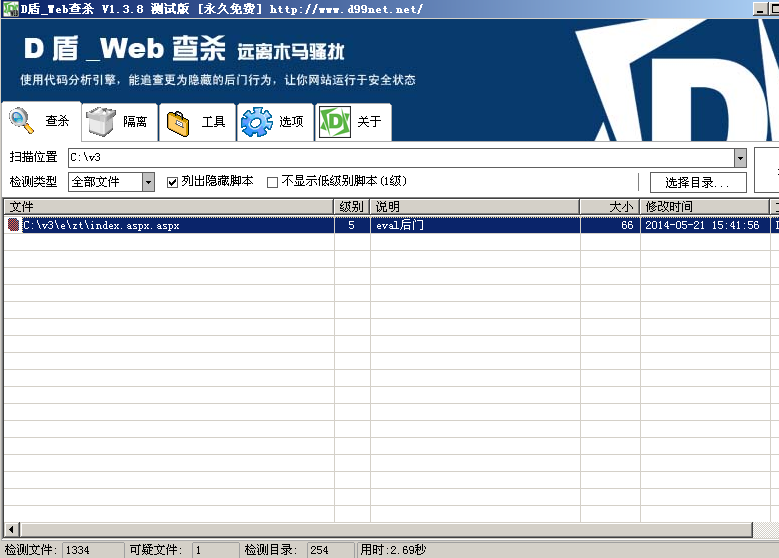 D盾_Web查杀 V1.3.8 测试版 [永久免费] http://www.d99net.net/
D 盾 _Web 查杀 远离木马骚扰
使用代码分析引擎，能追查更为隐藏的后门行为，让你网站运行于安全状态
查杀 隔离 工具 选项 关于
扫描位置 C:\v3
检测类型 全部文件 列出隐藏脚本 不显示低级别脚本(1级) 选择目录...
文件 级别 说明 大小 修改时间
C:\v3\e\zt\index.aspx.aspx 5 eval后门 66 2014-05-21 15:41:56
检测文件: 1334 可疑文件: 1 检测目录: 254 用时:2.69秒